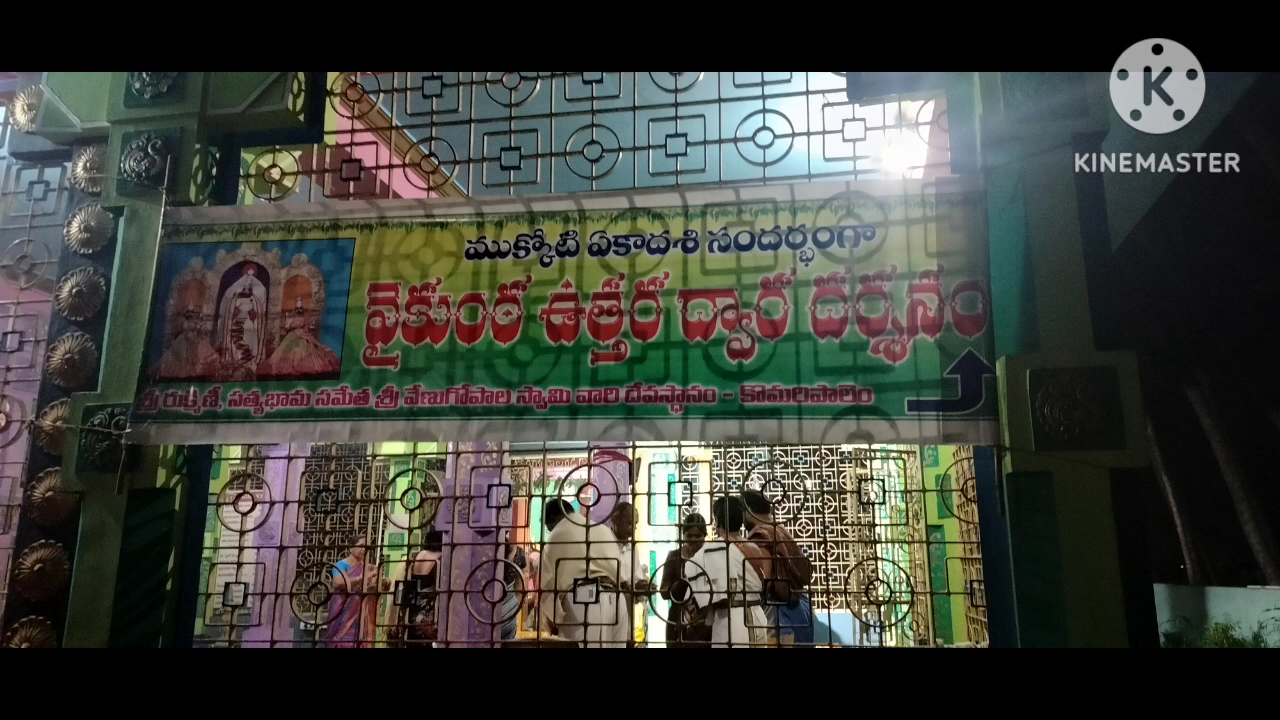 K
KINEMASTER
ముక్కోటి ఏకాదశి సందర్భంగా
వైకుంఠ ఉత్తర ద్వార దర్శనం
శ్రీ రుక్మిణీ, సత్యభామ సమేత శ్రీ వేణుగోపాల స్వామి వారి దేవస్థానం - కొమరిపాలెం